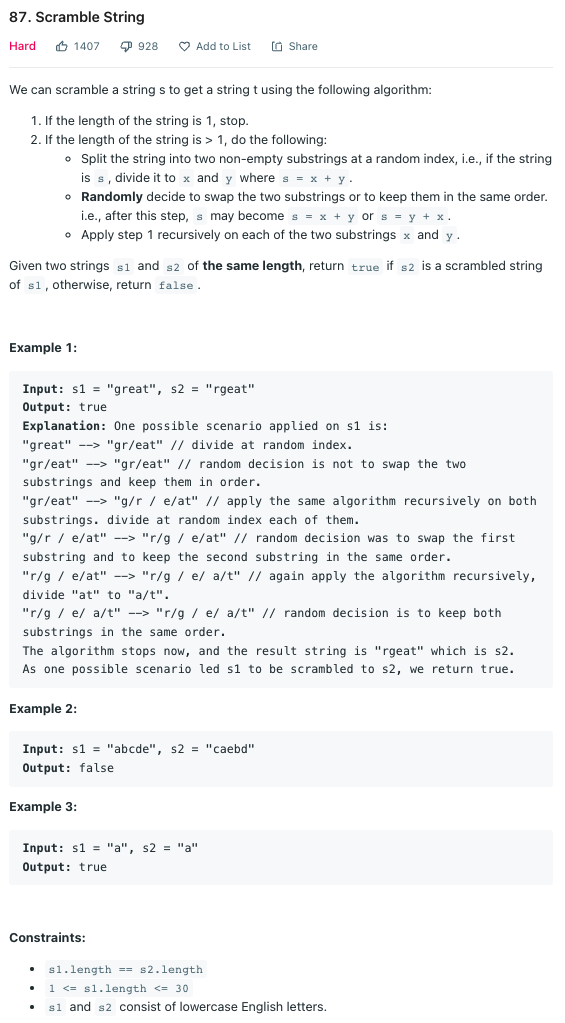 87. Scramble String
Hard 1407 928 Add to List Share
We can scramble a string s to get a string t using the following algorithm:
1. If the length of the string is 1, stop.
2. If the length of the string is > 1, do the following:
Split the string into two non-empty substrings at a random index, i.e., if the string
is s, divide it to x and y where s = x + y.
Randomly decide to swap the two substrings or to keep them in the same order.
i.e., after this step, s may become s = x + y or s = y + x.
Apply step 1 recursively on each of the two substrings x and y.
Given two strings s1 and s2 of the same length, return true if s2 is a scrambled string
of s1, otherwise, return false.
Example 1:
Input: s1 = "great", s2 = "rgeat"
Output: true
Explanation: One possible scenario applied on s1 is:
"great" --> "gr/eat" // divide at random index.
"gr/eat" --> "gr/eat" // random decision is not to swap the two
substrings and keep them in order.
"gr/eat" --> "g/r / e/at" // apply the same algorithm recursively on both
substrings. divide at random index each of them.
"g/r / e/at" --> "r/g / e/at" // random decision was to swap the first
substring and to keep the second substring in the same order.
"r/g / e/at" --> "r/g / e/ a/t" // again apply the algorithm recursively,
divide "at" to "a/t".
"r/g / e/ a/t" --> "r/g / e/ a/t" // random decision is to keep both
substrings in the same order.
The algorithm stops now, and the result string is "rgeat" which is s2.
As one possible scenario led s1 to be scrambled to s2, we return true.
Example 2:
Input: s1 = "abcde", s2 = "caebd"
Output: false
Example 3:
Input: s1 = "a", s2 = "a"
Output: true
Constraints:
s1.length == s2.length
1 <= s1.length <= 30
s1 and s2 consist of lowercase English letters.